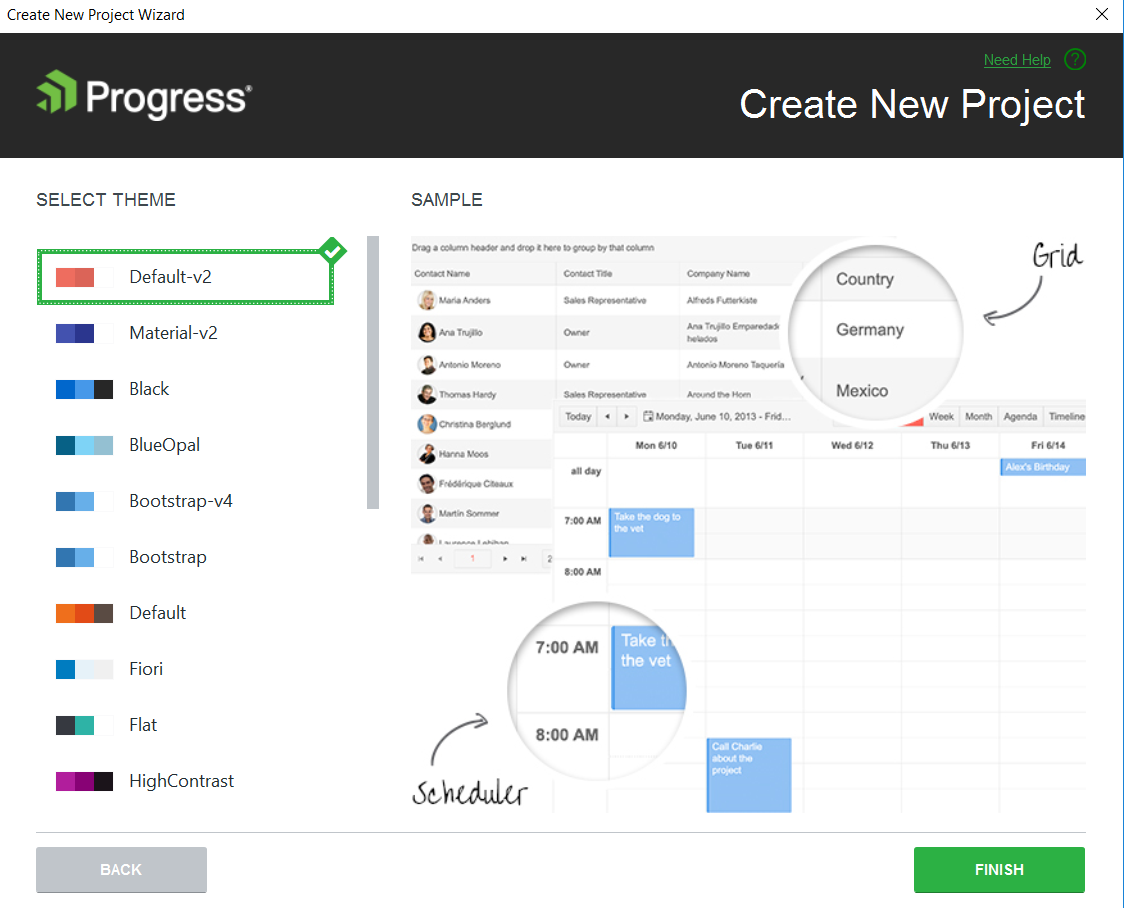 Create New Project Wizard
Need Help ?
Progress®
Create New Project
SELECT THEME
Default-v2
Material-v2
Black
BlueOpal
Bootstrap-v4
Bootstrap
Default
Fiori
Flat
HighContrast
SAMPLE
Drag a column header and drop it here to group by that column
Contact Name Contact Title Company Name
Maria Anders Sales Representative Alfreds Futterkiste
Ana Trujillo Owner Ana Trujillo Emparedados
helados
Antonio Moreno Owner Antonio Moreno Taquería
Thomas Hardy Sales Representative Around the Horn
Christina Berglund
Hanna Moos
Frédérique Citeaux
Martín Sommer
Laurence Lebihan
1 2
Country
Germany
Mexico
Grid
Today Monday, June 10, 2013 - Frid... Week Month Agenda Timeline
Mon 6/10 Tue 6/11 Wed 6/12 Thu 6/13 Fri 6/14
all day Alex's Birthday
7:00 AM Take the dog to
the vet
8:00 AM
7:00 AM Take th
the vet
8:00 AM
Scheduler
Call Charlie
about the
project
BACK FINISH